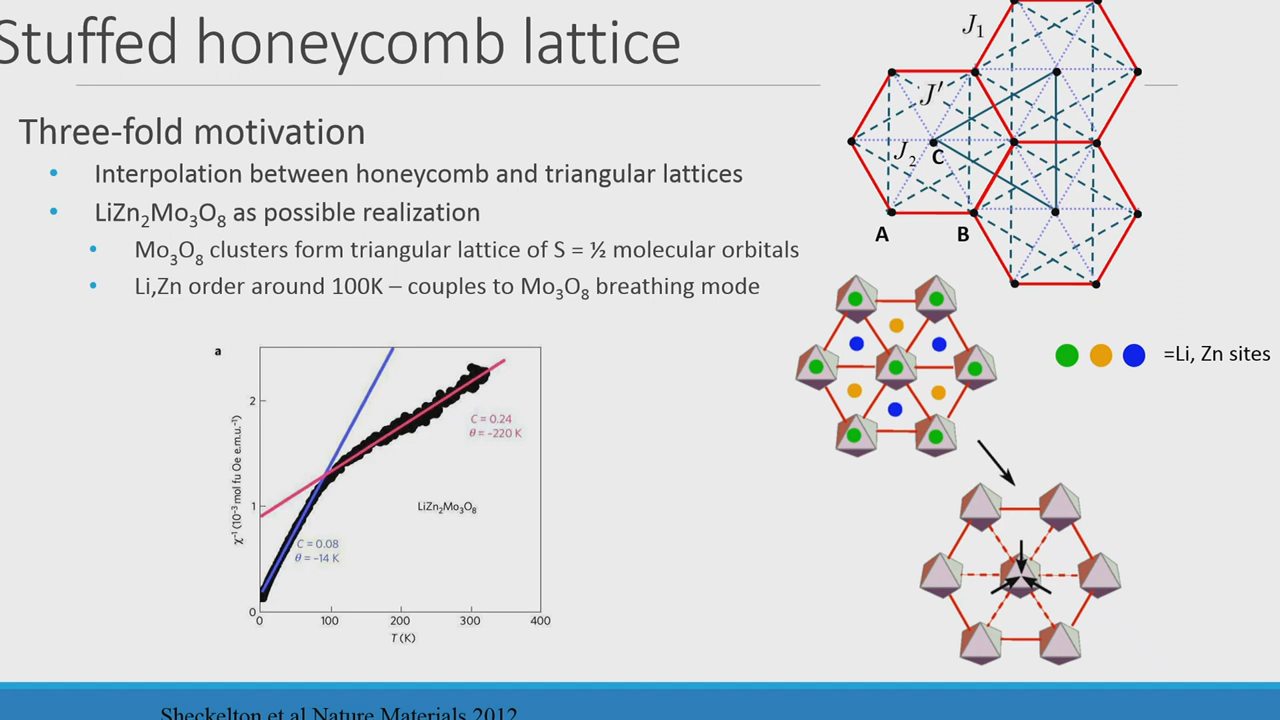 Stuffed honeycomb lattice
Three-fold motivation
• Interpolation between honeycomb and triangular lattices
• LiZn₂Mo₃O₈ as possible realization
• Mo₃O₈ clusters form triangular lattice of S = ½ molecular orbitals
• Li,Zn order around 100K – couples to Mo₃O₈ breathing mode
J₁
J′
J₂
C
A
B
=Li, Zn sites
a
χ⁻¹ (10⁻³ mol fu Oe e.m.u.⁻¹)
2
1
0
C = 0.24
θ = –220 K
LiZn₂Mo₃O₈
C = 0.08
θ = –14 K
0 100 200 300 400
T (K)
Sheckelton et al Nature Materials 2012